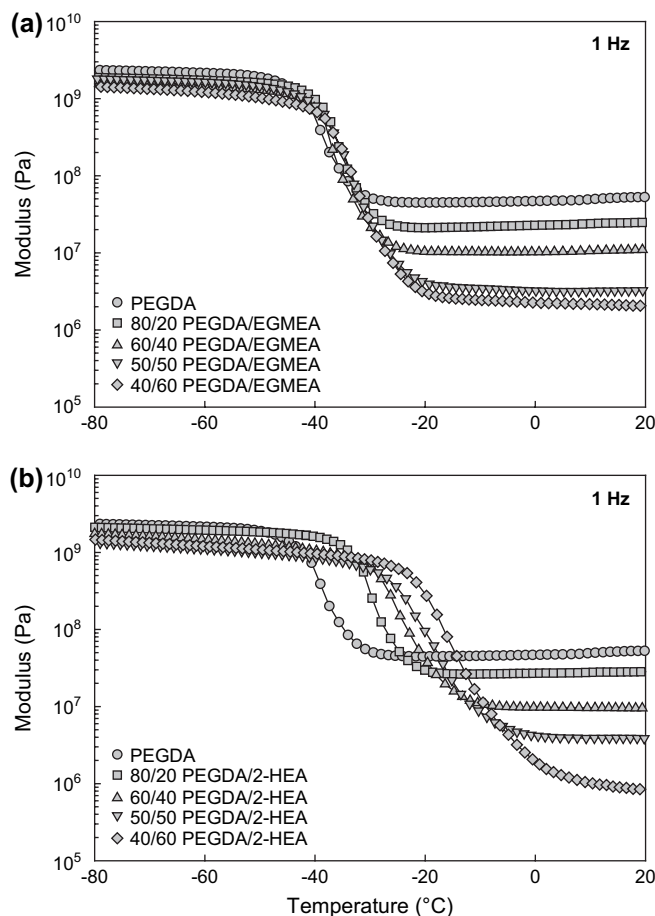 (a)
10^10
1 Hz
10^9
10^8
Modulus (Pa)
10^7
PEGDA
80/20 PEGDA/EGMEA
10^6
60/40 PEGDA/EGMEA
50/50 PEGDA/EGMEA
40/60 PEGDA/EGMEA
10^5
-80 -60 -40 -20 0 20
(b)
10^10
1 Hz
10^9
10^8
Modulus (Pa)
10^7
PEGDA
80/20 PEGDA/2-HEA
10^6
60/40 PEGDA/2-HEA
50/50 PEGDA/2-HEA
40/60 PEGDA/2-HEA
10^5
-80 -60 -40 -20 0 20
Temperature (°C)